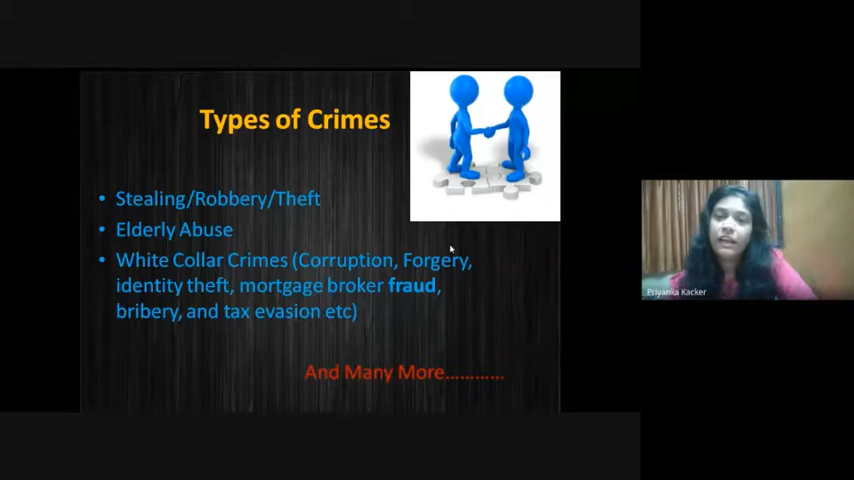 Types of Crimes
• Stealing/Robbery/Theft
• Elderly Abuse
• White Collar Crimes (Corruption, Forgery,
identity theft, mortgage broker fraud,
bribery, and tax evasion etc)
And Many More............
Priyanka Kacker